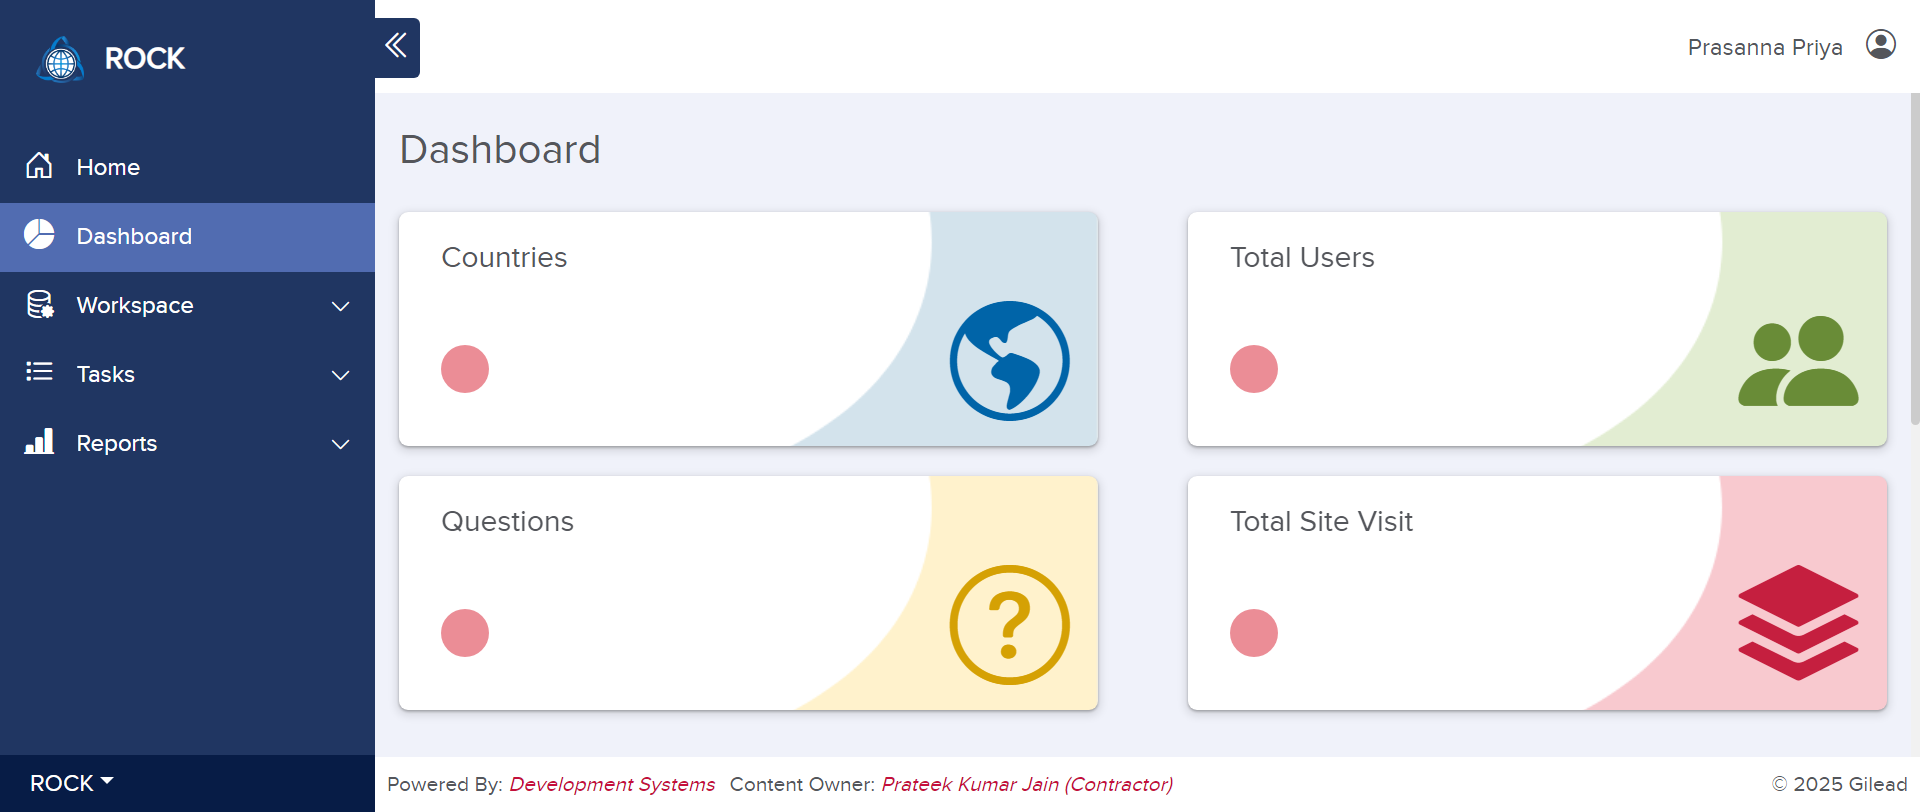 ROCK
Prasanna Priya
Home
Dashboard
Workspace
Tasks
Reports
Dashboard
Countries
Total Users
Questions
Total Site Visit
ROCK
Powered By: Development Systems Content Owner: Prateek Kumar Jain (Contractor)
© 2025 Gilead